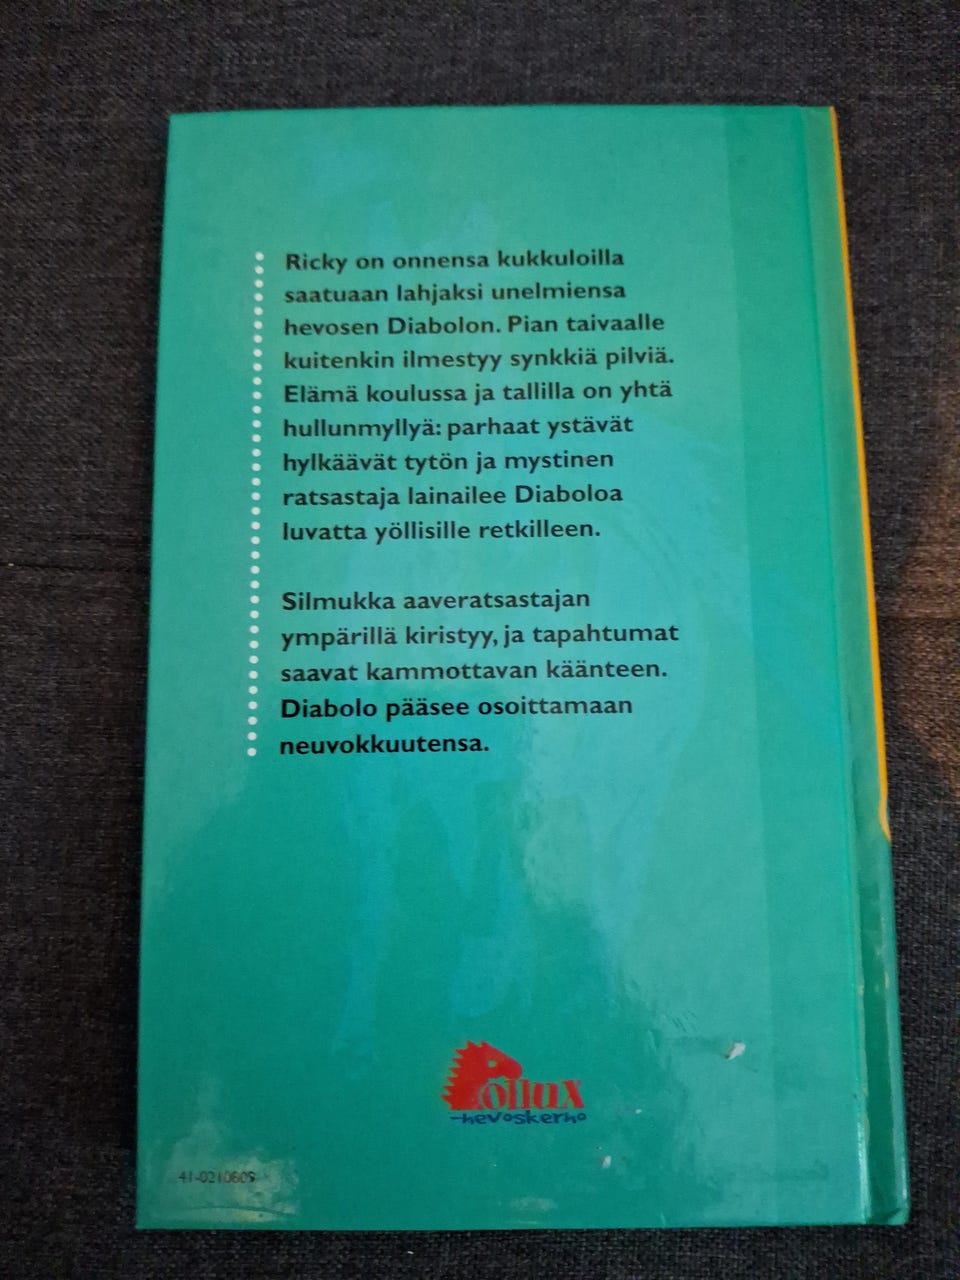 Ricky on onnensa kukkuloilla
saatuaan lahjaksi unelmiensa
hevosen Diabolon. Pian taivaalle
kuitenkin ilmestyy synkkiä pilviä.
Elämä koulussa ja tallilla on yhtä
hullunmyllyä: parhaat ystävät
hylkäävät tytön ja mystinen
ratsastaja lainailee Diaboloa
luvatta yöllisille retkilleen.
Silmukka aaveratsastajan
ympärillä kiristyy, ja tapahtumat
saavat kammottavan käänteen.
Diabolo pääsee osoittamaan
neuvokkuutensa.
Pollux
-hevoskerho
41-0210609